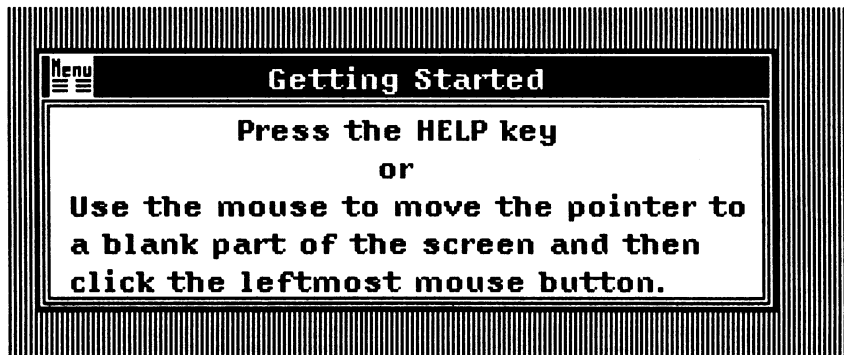 Menu
Getting Started
Press the HELP key
or
Use the mouse to move the pointer to
a blank part of the screen and then
click the leftmost mouse button.